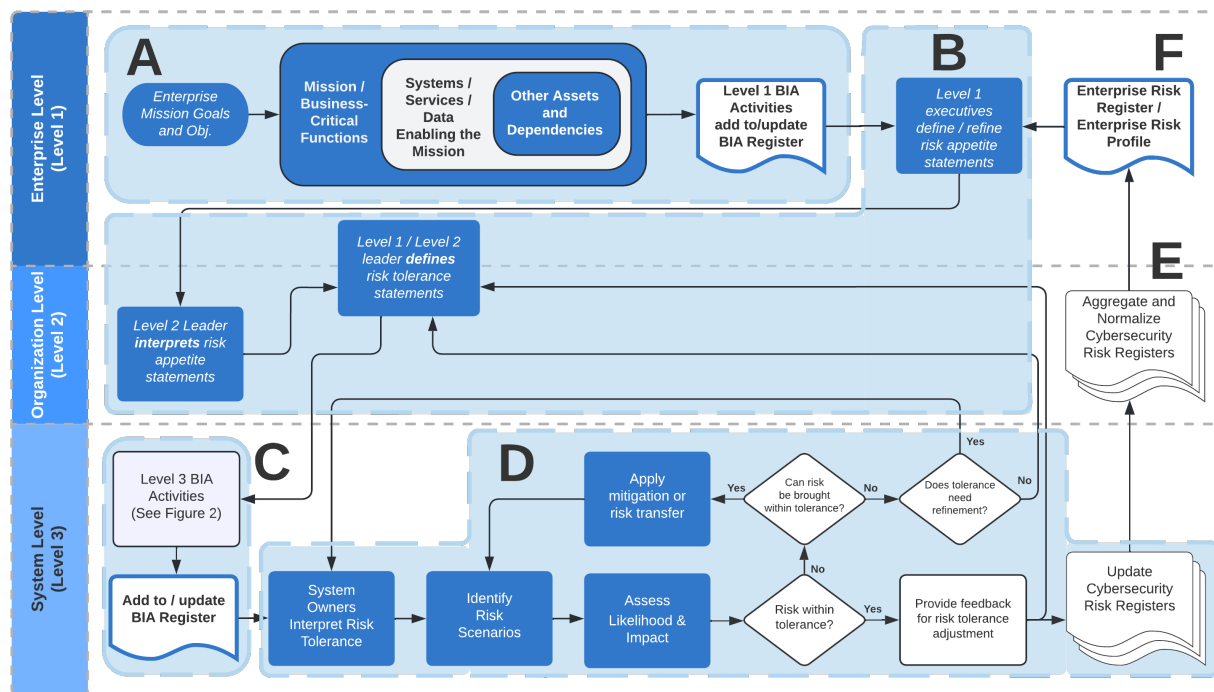 Enterprise Level
(Level 1)
A
Enterprise
Mission Goals
and Obj.
Mission /
Business-
Critical
Functions
Systems /
Services /
Data
Enabling the
Mission
Other Assets
and
Dependencies
Level 1 BIA
Activities
add to/update
BIA Register
B
Level 1
executives
define / refine
risk appetite
statements
F
Enterprise Risk
Register /
Enterprise Risk
Profile
Organization Level
(Level 2)
Level 1 / Level 2
leader defines
risk tolerance
statements
Level 2 Leader
interprets risk
appetite
statements
E
Aggregate and
Normalize
Cybersecurity
Risk Registers
System Level
(Level 3)
C
Level 3 BIA
Activities
(See Figure 2)
Add to / update
BIA Register
D
Apply
mitigation or
risk transfer
Yes
Can risk
be brought
within tolerance?
No
Does tolerance
need
refinement?
Yes
No
System
Owners
Interpret Risk
Tolerance
Identify
Risk
Scenarios
Assess
Likelihood &
Impact
No
Risk within
tolerance?
Yes
Provide feedback
for risk tolerance
adjustment
Update
Cybersecurity
Risk Registers